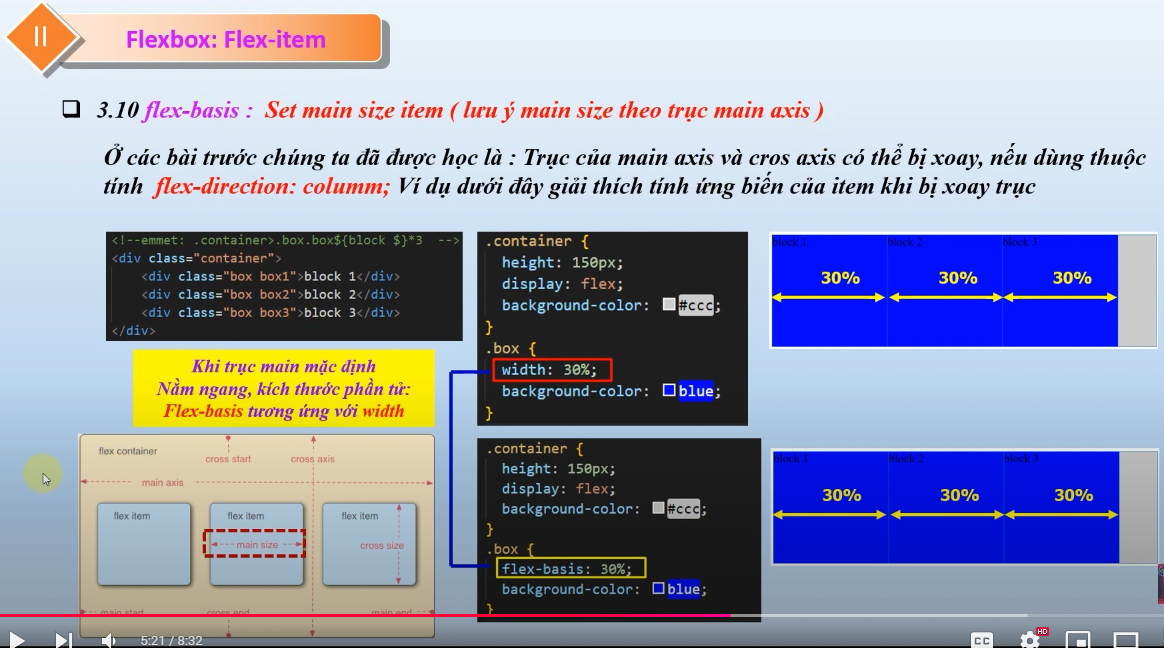 II
Flexbox: Flex-item
3.10 flex-basis : Set main size item ( lưu ý main size theo trục main axis )
Ở các bài trước chúng ta đã được học là : Trục của main axis và cros axis có thể bị xoay, nếu dùng thuộc
tính flex-direction: columm; Ví dụ dưới đây giải thích tính ứng biến của item khi bị xoay trục
<!--emmet: .container>.box.box${block $}*3 -->
<div class="container">
<div class="box box1">block 1</div>
<div class="box box2">block 2</div>
<div class="box box3">block 3</div>
</div>
Khi trục main mặc định
Nằm ngang, kích thước phần tử:
Flex-basis tương ứng với width
flex container
cross start
cross axis
main axis
flex item
flex item
flex item
main size
cross size
main start
cross end
main end
.container {
height: 150px;
display: flex;
background-color: #ccc;
}
.box {
width: 30%;
background-color: blue;
}
.container {
height: 150px;
display: flex;
background-color: #ccc;
}
.box {
flex-basis: 30%;
background-color: blue;
}
block 1 block 2 block 3
30% 30% 30%
block 1 block 2 block 3
30% 30% 30%
5:21 / 8:32
CC
HD